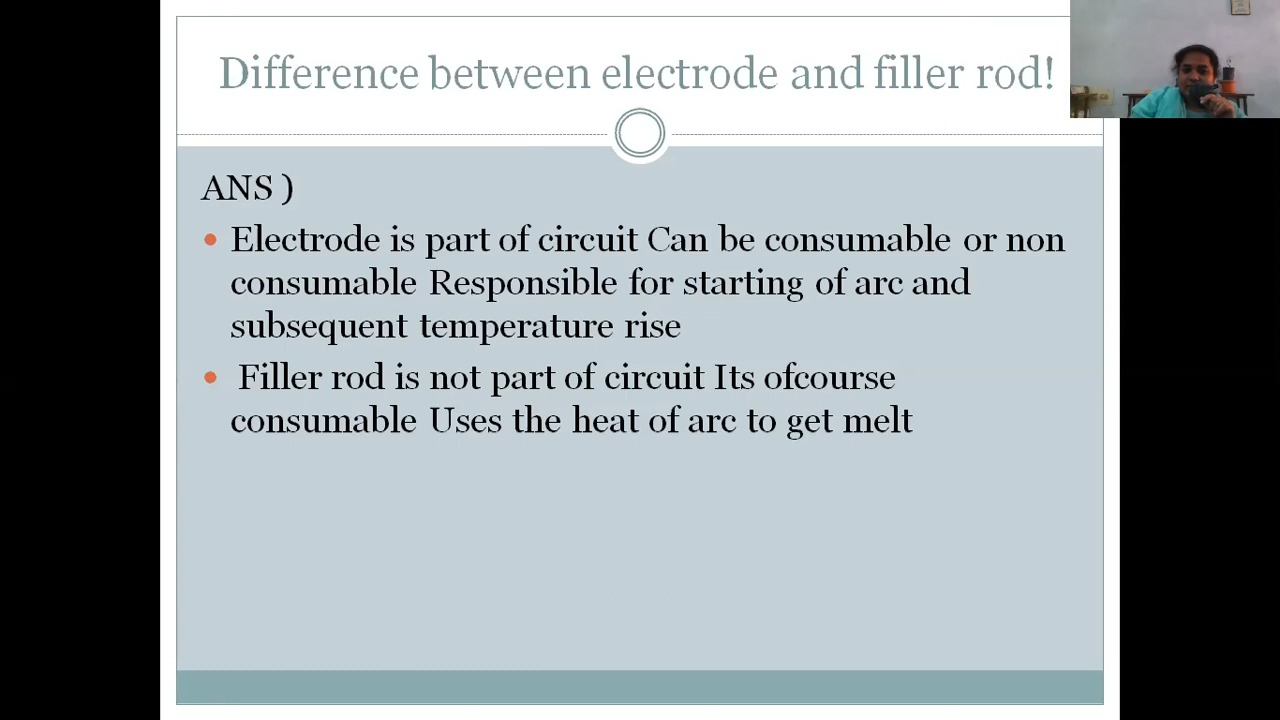 Difference between electrode and filler rod!
ANS )
• Electrode is part of circuit Can be consumable or non
consumable Responsible for starting of arc and
subsequent temperature rise
• Filler rod is not part of circuit Its ofcourse
consumable Uses the heat of arc to get melt